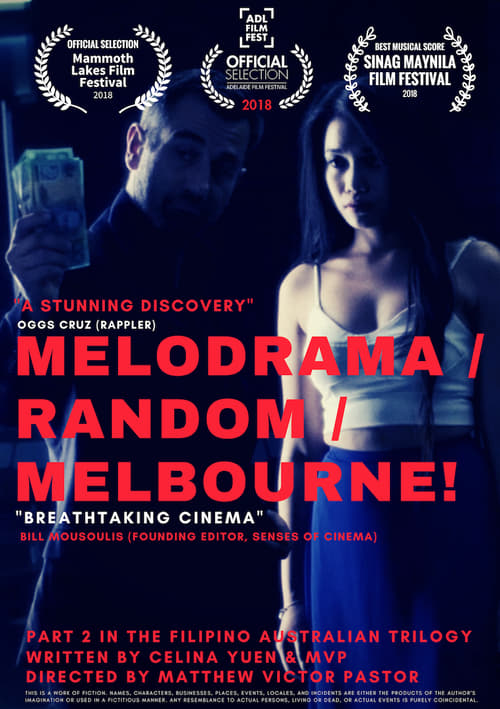 OFFICIAL SELECTION
Mammoth
Lakes Film
Festival
2018
ADL
FILM
FEST
OFFICIAL
SELECTION
ADELAIDE FILM FESTIVAL
2018
BEST MUSICAL SCORE
SINAG MAYNILA
FILM FESTIVAL
2018
"A STUNNING DISCOVERY"
OGGS CRUZ (RAPPLER)
MELODRAMA /
RANDOM /
MELBOURNE!
"BREATHTAKING CINEMA"
BILL MOUSOULIS (FOUNDING EDITOR, SENSES OF CINEMA)
PART 2 IN THE FILIPINO AUSTRALIAN TRILOGY
WRITTEN BY CELINA YUEN & MVP
DIRECTED BY MATTHEW VICTOR PASTOR
THIS IS A WORK OF FICTION. NAMES, CHARACTERS, BUSINESSES, PLACES, EVENTS, LOCALES, AND INCIDENTS ARE EITHER THE PRODUCTS OF THE AUTHOR'S
IMAGINATION OR USED IN A FICTITIOUS MANNER. ANY RESEMBLANCE TO ACTUAL PERSONS, LIVING OR DEAD, OR ACTUAL EVENTS IS PURELY COINCIDENTAL.